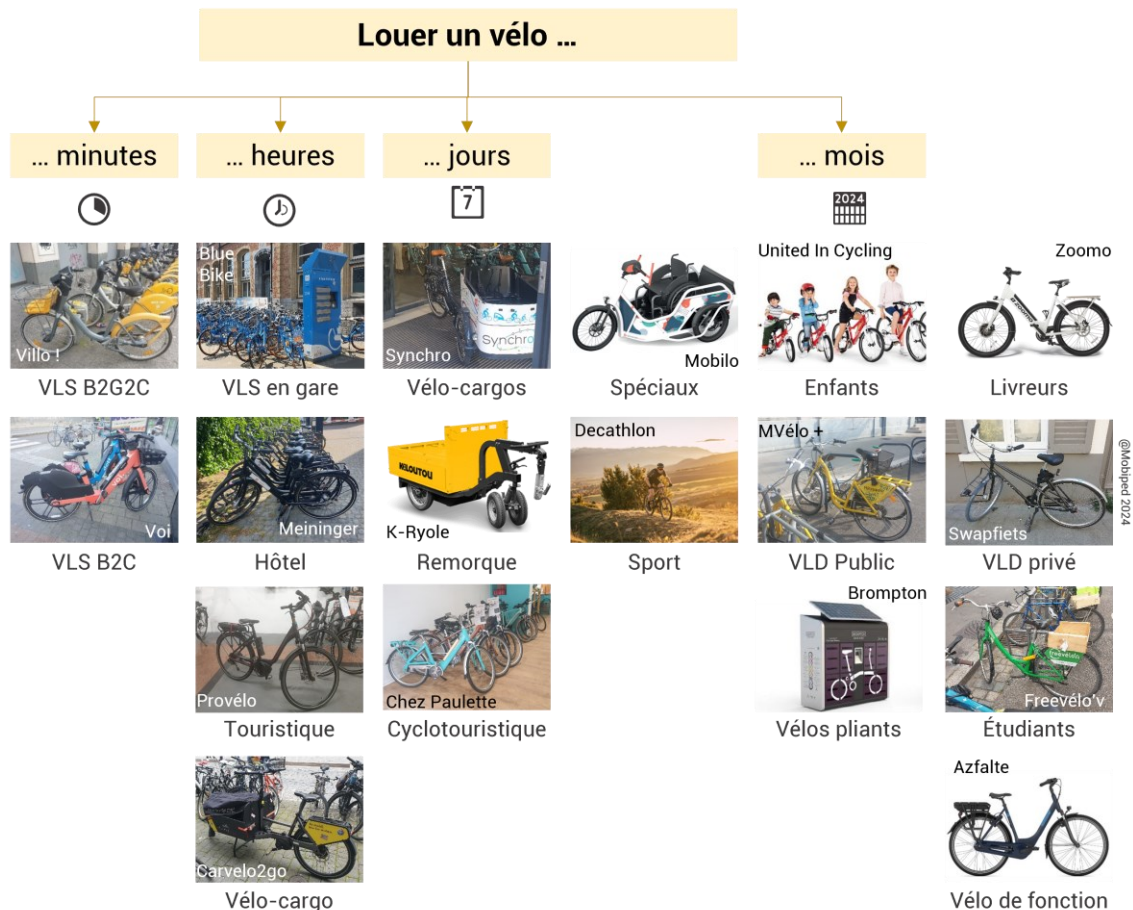 Louer un vélo ...
... minutes
... heures
... jours
... mois
7
2024
Villo !
VLS B2G2C
Blue
Bike
VLS en gare
Synchro
Synchro
Vélo-cargos
Mobilo
Spéciaux
United In Cycling
Enfants
Zoomo
Livreurs
Voi
VLS B2C
Meininger
Hôtel
KILOUTOU
K-Ryole
Remorque
Decathlon
Sport
MVélo +
VLD Public
Swapfiets
VLD privé
@Mobiped 2024
Provélo
Touristique
Chez Paulette
Cyclotouristique
Brompton
Vélos pliants
Freevélo'v
Freevélo'v
Étudiants
Carvelo2go
Vélo-cargo
Azfalte
Vélo de fonction